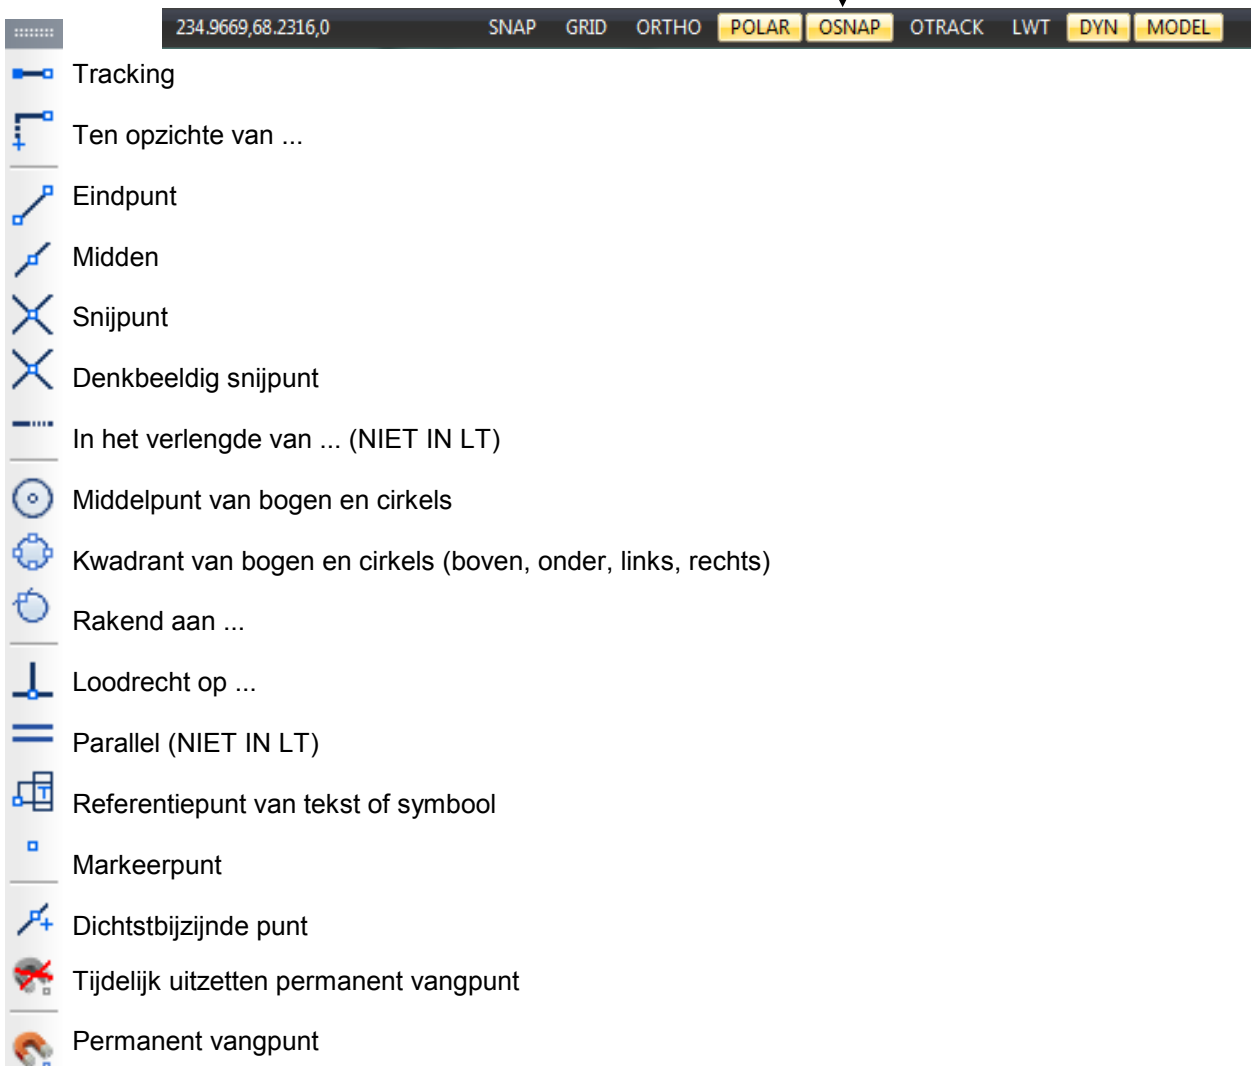 234.9669,68.2316,0 SNAP GRID ORTHO POLAR OSNAP OTRACK LWT DYN MODEL
Tracking
Ten opzichte van ...
Eindpunt
Midden
Snijpunt
Denkbeeldig snijpunt
In het verlengde van ... (NIET IN LT)
Middelpunt van bogen en cirkels
Kwadrant van bogen en cirkels (boven, onder, links, rechts)
Rakend aan ...
Loodrecht op ...
Parallel (NIET IN LT)
Referentiepunt van tekst of symbool
Markeerpunt
Dichtstbijzijnde punt
Tijdelijk uitzetten permanent vangpunt
Permanent vangpunt